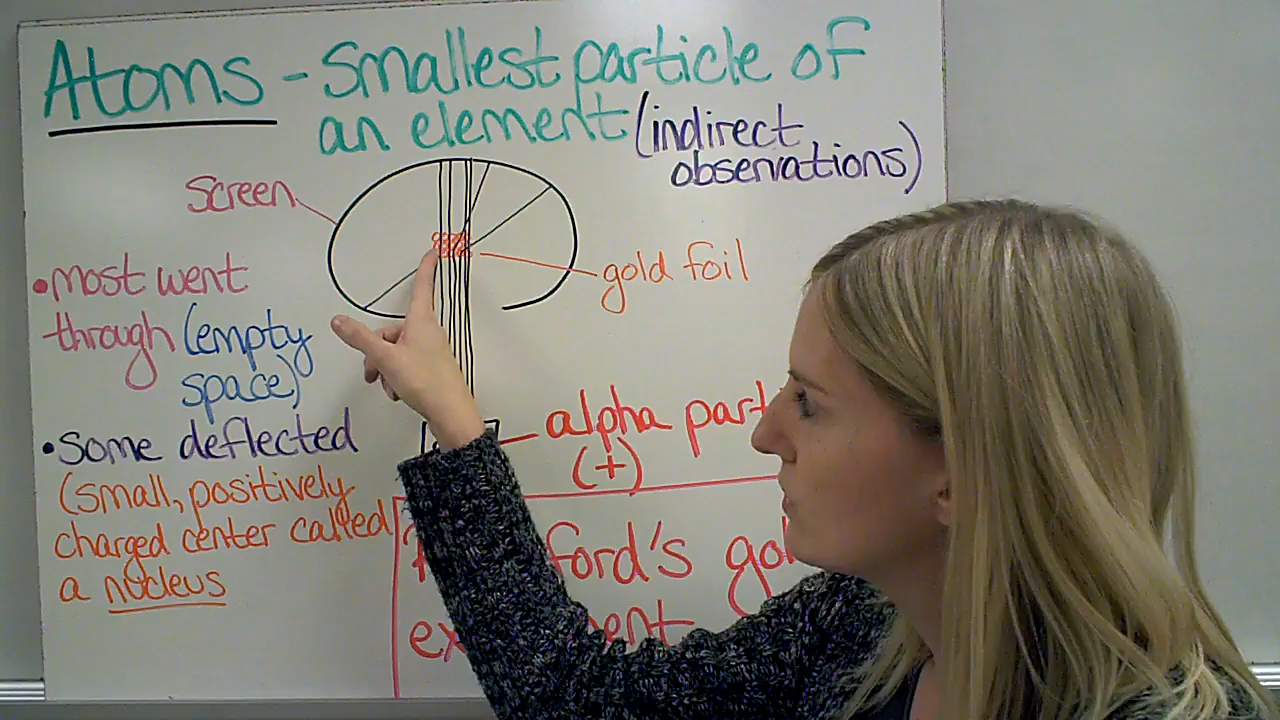 Atoms - smallest particle of
an element (indirect
observations)
Screen
gold foil
• most went
through (empty
space)
• Some deflected
(small, positively
charged center called
a nucleus
alpha part
(+)
ford's gol
ex ent